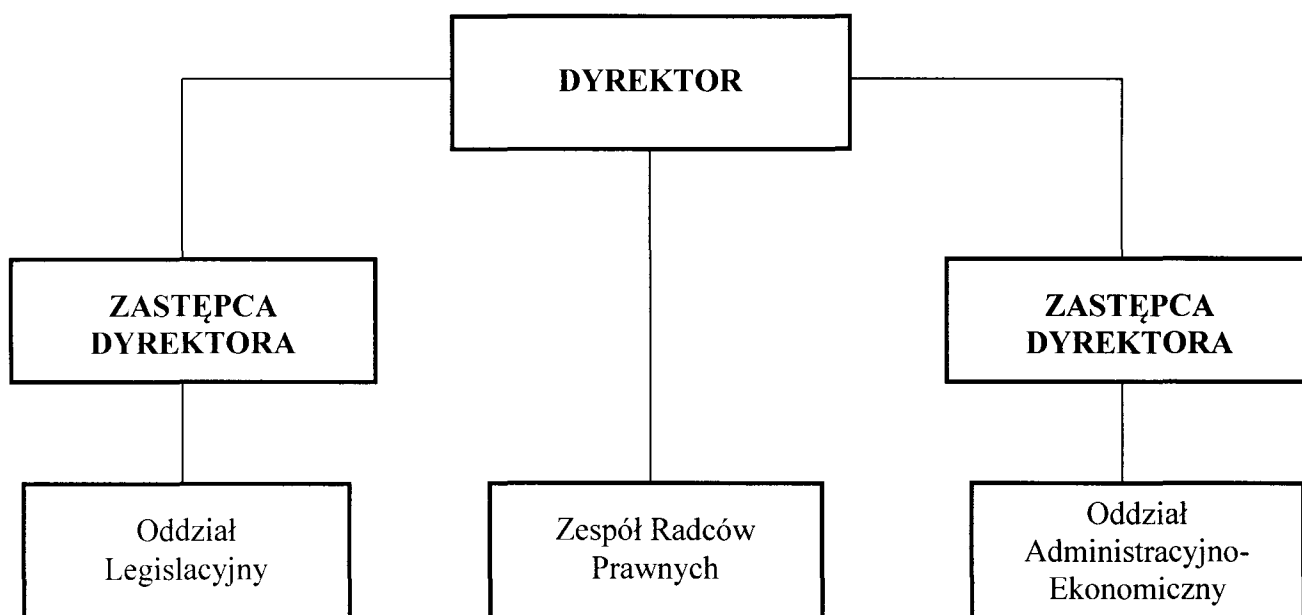 DYREKTOR
ZASTĘPCA
DYREKTORA
ZASTĘPCA
DYREKTORA
Oddział
Legislacyjny
Zespół Radców
Prawnych
Oddział
Administracyjno-
Ekonomiczny